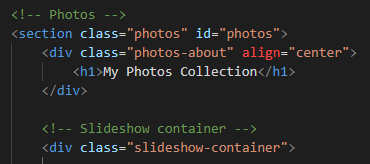 <!-- Photos -->
<section class="photos" id="photos">
    <div class="photos-about" align="center">
        <h1>My Photos Collection</h1>
    </div>

    <!-- Slideshow container -->
    <div class="slideshow-container">